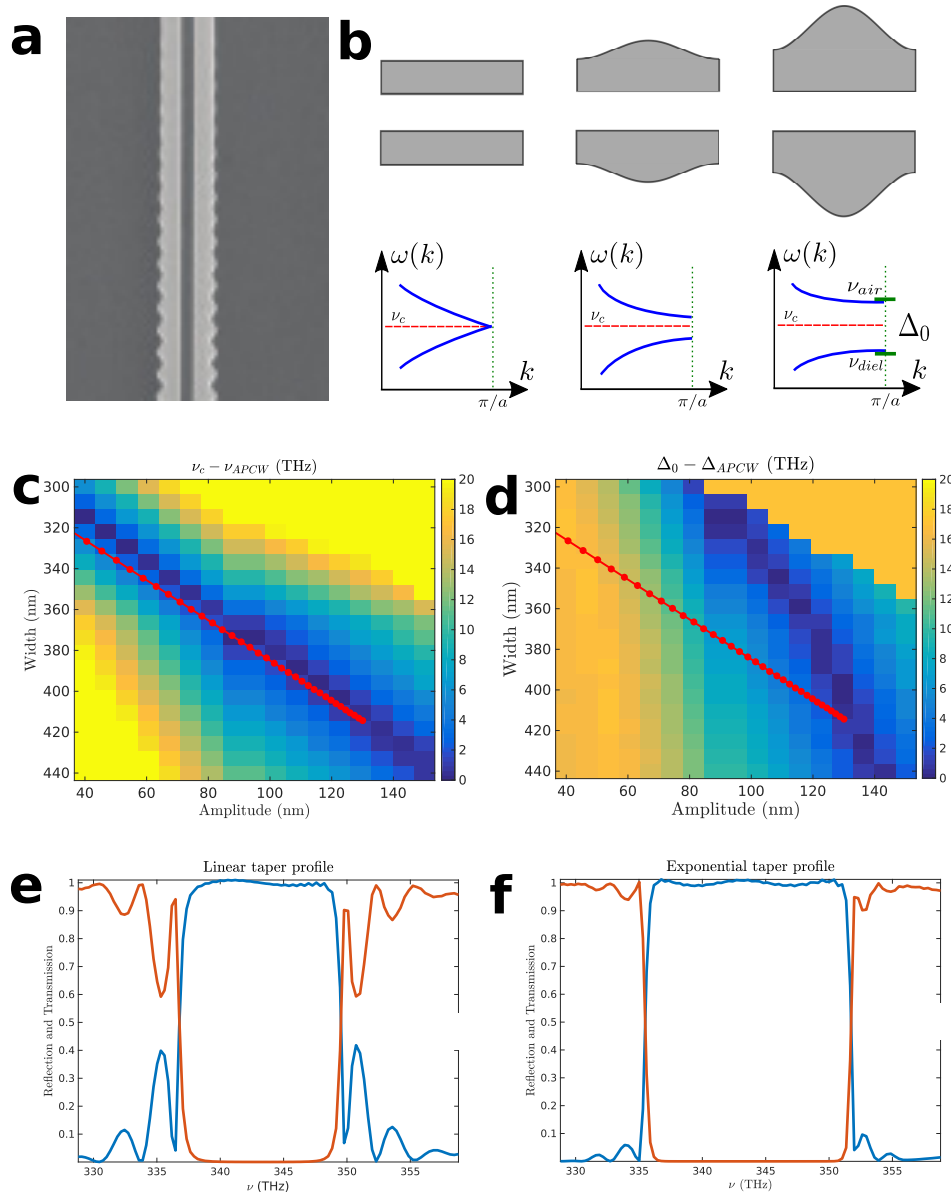 a
b
ω(k)
ν_c
k
π/a
ω(k)
ν_c
k
π/a
ω(k)
ν_air
ν_c
Δ_0
ν_diel
k
π/a
c
ν_c − ν_APCW (THz)
300
320
340
360
380
400
420
440
Width (nm)
40 60 80 100 120 140
Amplitude (nm)
20
18
16
14
12
10
8
6
4
2
0
d
Δ_0 − Δ_APCW (THz)
300
320
340
360
380
400
420
440
Width (nm)
40 60 80 100 120 140
Amplitude (nm)
20
18
16
14
12
10
8
6
4
2
0
e
Linear taper profile
1
0.9
0.8
0.7
0.6
0.5
0.4
0.3
0.2
0.1
Reflection and Transmission
330 335 340 345 350 355
ν (THz)
f
Exponential taper profile
1
0.9
0.8
0.7
0.6
0.5
0.4
0.3
0.2
0.1
Reflection and Transmission
330 335 340 345 350 355
ν (THz)